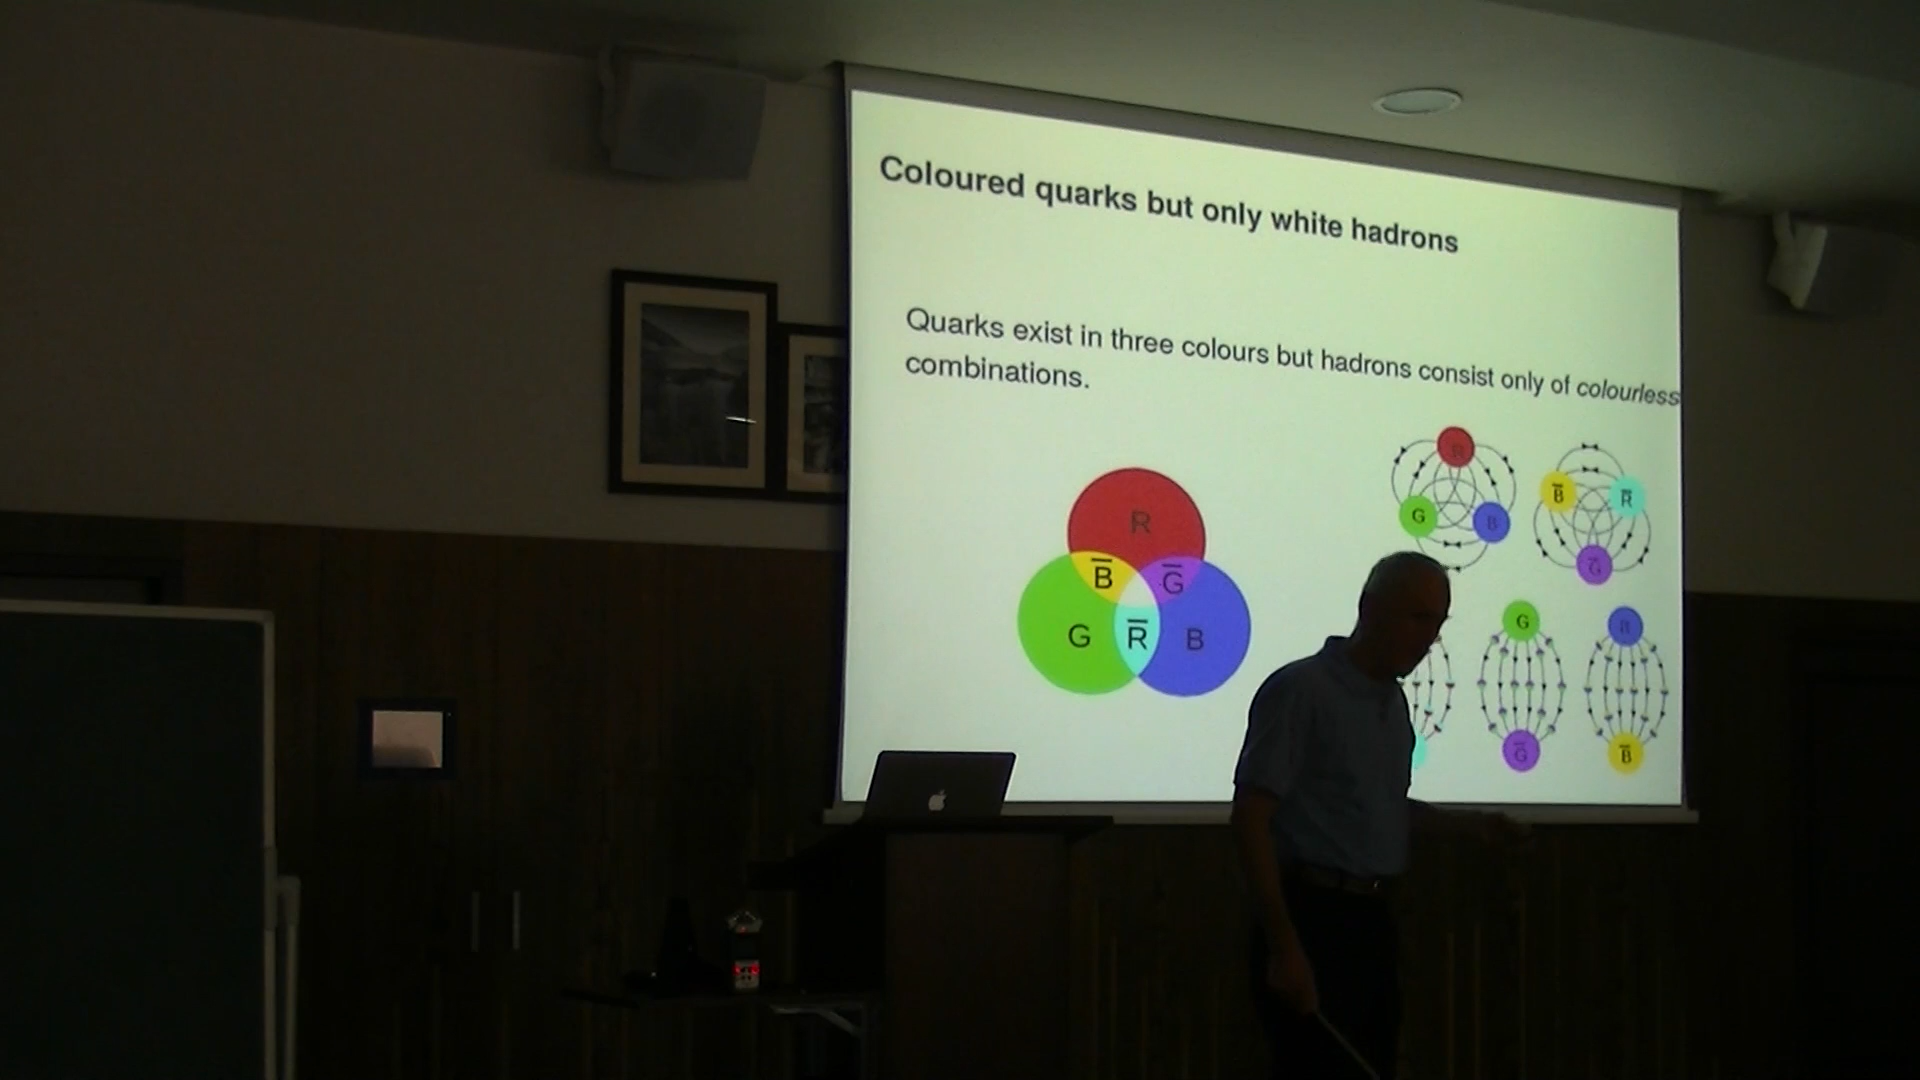 Coloured quarks but only white hadrons
Quarks exist in three colours but hadrons consist only of colourless
combinations.
R
B̅ G̅
G R̅ B
R
G B
B̅ R̅
G̅
G B
G̅ B̅